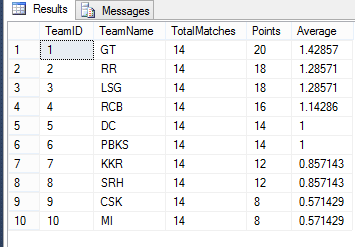 Results Messages
TeamID TeamName TotalMatches Points Average
1 1 GT 14 20 1.42857
2 2 RR 14 18 1.28571
3 3 LSG 14 18 1.28571
4 4 RCB 14 16 1.14286
5 5 DC 14 14 1
6 6 PBKS 14 14 1
7 7 KKR 14 12 0.857143
8 8 SRH 14 12 0.857143
9 9 CSK 14 8 0.571429
10 10 MI 14 8 0.571429